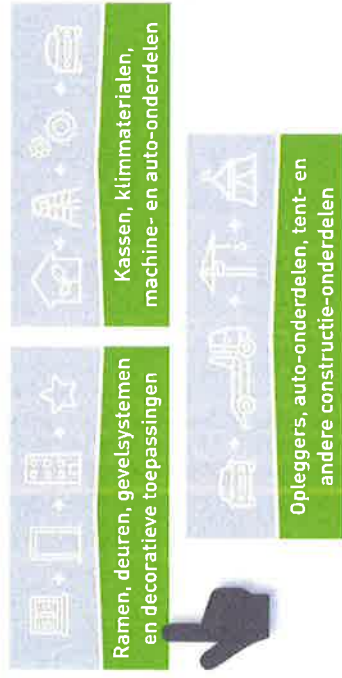 Ramen, deuren, gevelsystemen
en decoratieve toepassingen
Kassen, klimmaterialen,
machine- en auto-onderdelen
Opleggers, auto-onderdelen, tent- en
andere constructie-onderdelen